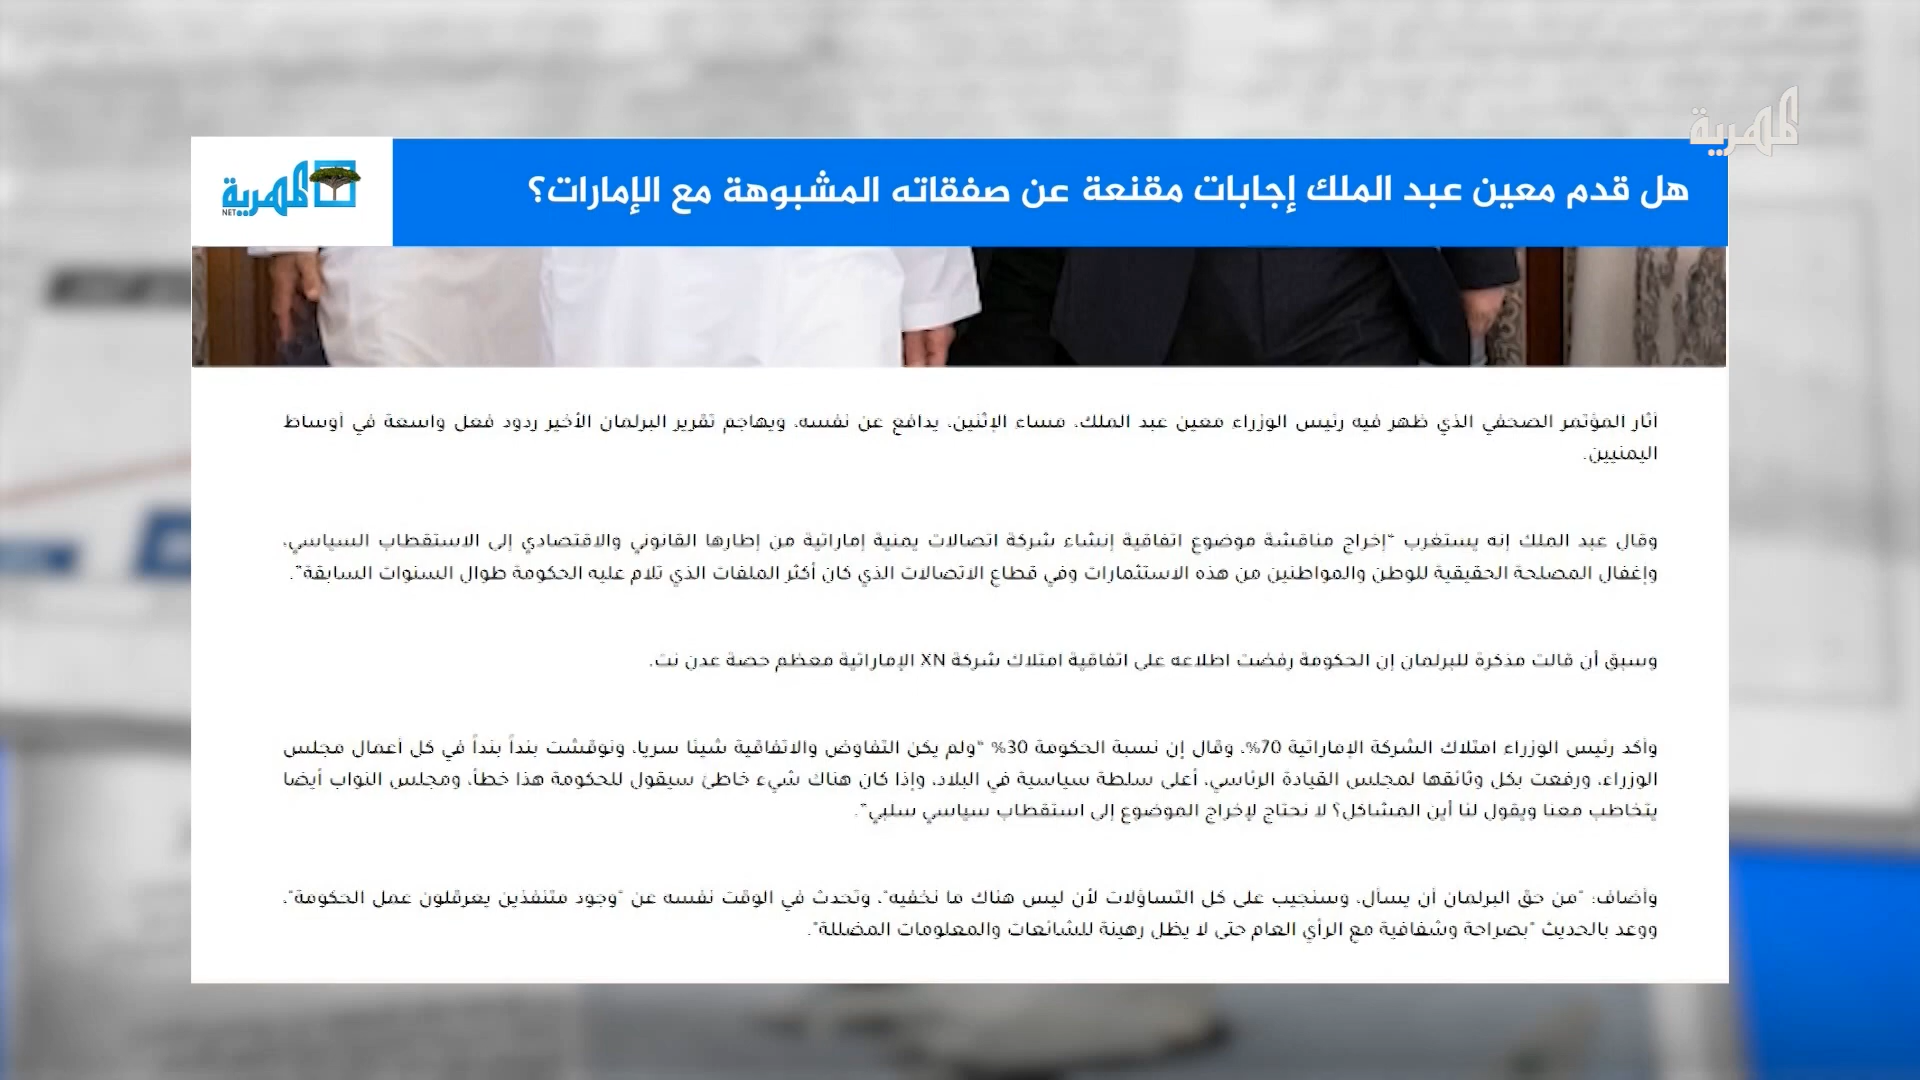 المهرية
المهرية
NET
هل قدم معين عبد الملك إجابات مقنعة عن صفقاته المشبوهة مع الإمارات؟
أثار المؤتمر الصحفي الذي ظهر فيه رئيس الوزراء معين عبد الملك، مساء الإثنين، يدافع عن نفسه، ويهاجم تقرير البرلمان الأخير ردود فعل واسعة في أوساط
اليمنيين.
وقال عبد الملك إنه يستغرب "إخراج مناقشة موضوع اتفاقية إنشاء شركة اتصالات يمنية إماراتية من إطارها القانوني والاقتصادي إلى الاستقطاب السياسي،
وإغفال المصلحة الحقيقية للوطن والمواطنين من هذه الاستثمارات وفي قطاع الاتصالات الذي كان أكثر الملفات الذي تلام عليه الحكومة طوال السنوات السابقة".
وسبق أن قالت مذكرة للبرلمان إن الحكومة رفضت اطلاعه على اتفاقية امتلاك شركة XN الإماراتية معظم حصة عدن نت.
وأكد رئيس الوزراء امتلاك الشركة الإماراتية 70%، وقال إن نسبة الحكومة 30% "ولم يكن التفاوض والاتفاقية شيئا سريا، ونوقشت بنداً بنداً في كل أعمال مجلس
الوزراء، ورفعت بكل وثائقها لمجلس القيادة الرئاسي، أعلى سلطة سياسية في البلاد، وإذا كان هناك شيء خاطئ سيقول للحكومة هذا خطأ، ومجلس النواب أيضا
يتخاطب معنا ويقول لنا أين المشاكل؟ لا نحتاج لإخراج الموضوع إلى استقطاب سياسي سلبي".
وأضاف: "من حق البرلمان أن يسأل، وسنجيب على كل التساؤلات لأن ليس هناك ما نخفيه"، وتحدث في الوقت نفسه عن "وجود متنفذين يعرقلون عمل الحكومة"،
ووعد بالحديث "بصراحة وشفافية مع الرأي العام حتى لا يظل رهينة للشائعات والمعلومات المضللة".